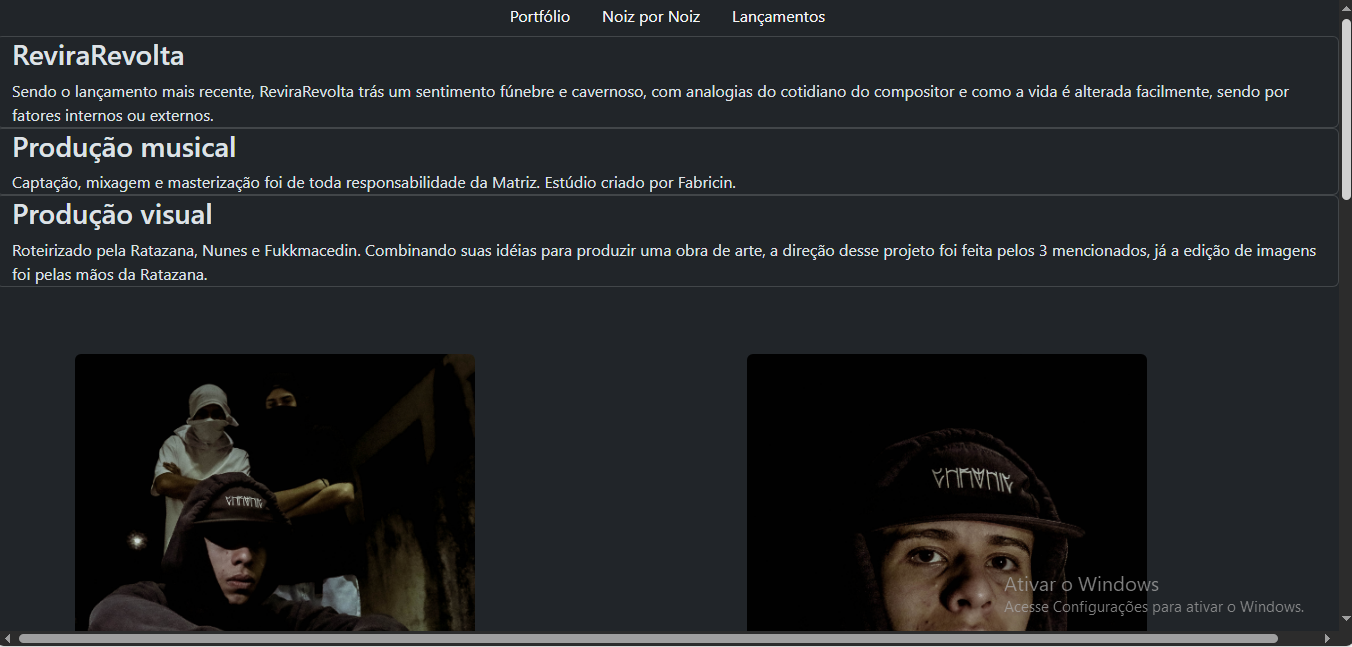 Portfólio Noiz por Noiz Lançamentos
ReviraRevolta
Sendo o lançamento mais recente, ReviraRevolta trás um sentimento fúnebre e cavernoso, com analogias do cotidiano do compositor e como a vida é alterada facilmente, sendo por
fatores internos ou externos.
Produção musical
Captação, mixagem e masterização foi de toda responsabilidade da Matriz. Estúdio criado por Fabricin.
Produção visual
Roteirizado pela Ratazana, Nunes e Fukkmacedin. Combinando suas idéias para produzir uma obra de arte, a direção desse projeto foi feita pelos 3 mencionados, já a edição de imagens
foi pelas mãos da Ratazana.
Ativar o Windows
Acesse Configurações para ativar o Windows.